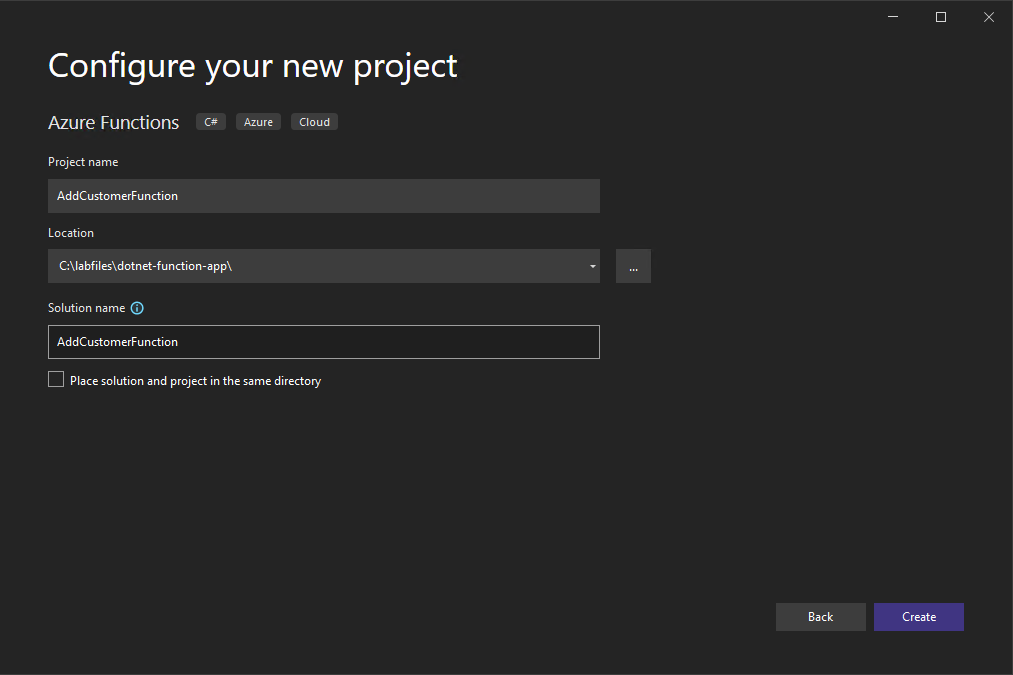 Configure your new project
Azure Functions C# Azure Cloud
Project name
AddCustomerFunction
Location
C:\labfiles\dotnet-function-app\
...
Solution name
AddCustomerFunction
Place solution and project in the same directory
Back Create